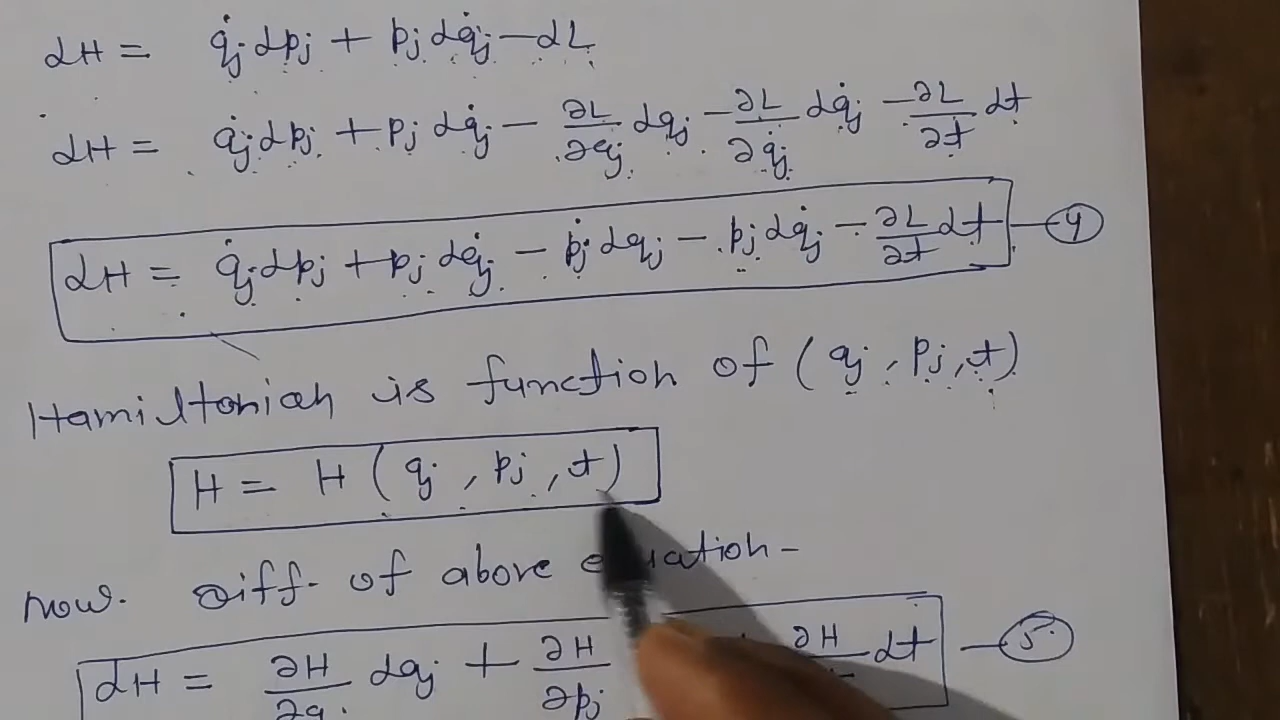 dH = q̇j dpj + pj dq̇j − dL
dH = q̇j dpj + pj dq̇j − ∂L/∂qj dqj − ∂L/∂q̇j dq̇j − ∂L/∂t dt
dH = q̇j dpj + pj dq̇j − ṗj dqj − pj dq̇j − ∂L/∂t dt — 4
Hamiltonian is function of (qj, pj, t)
H = H (qj, pj, t)
now. Diff. of above equation-
dH = ∂H/∂q dqj + ∂H/∂pj + ∂H dt — 5